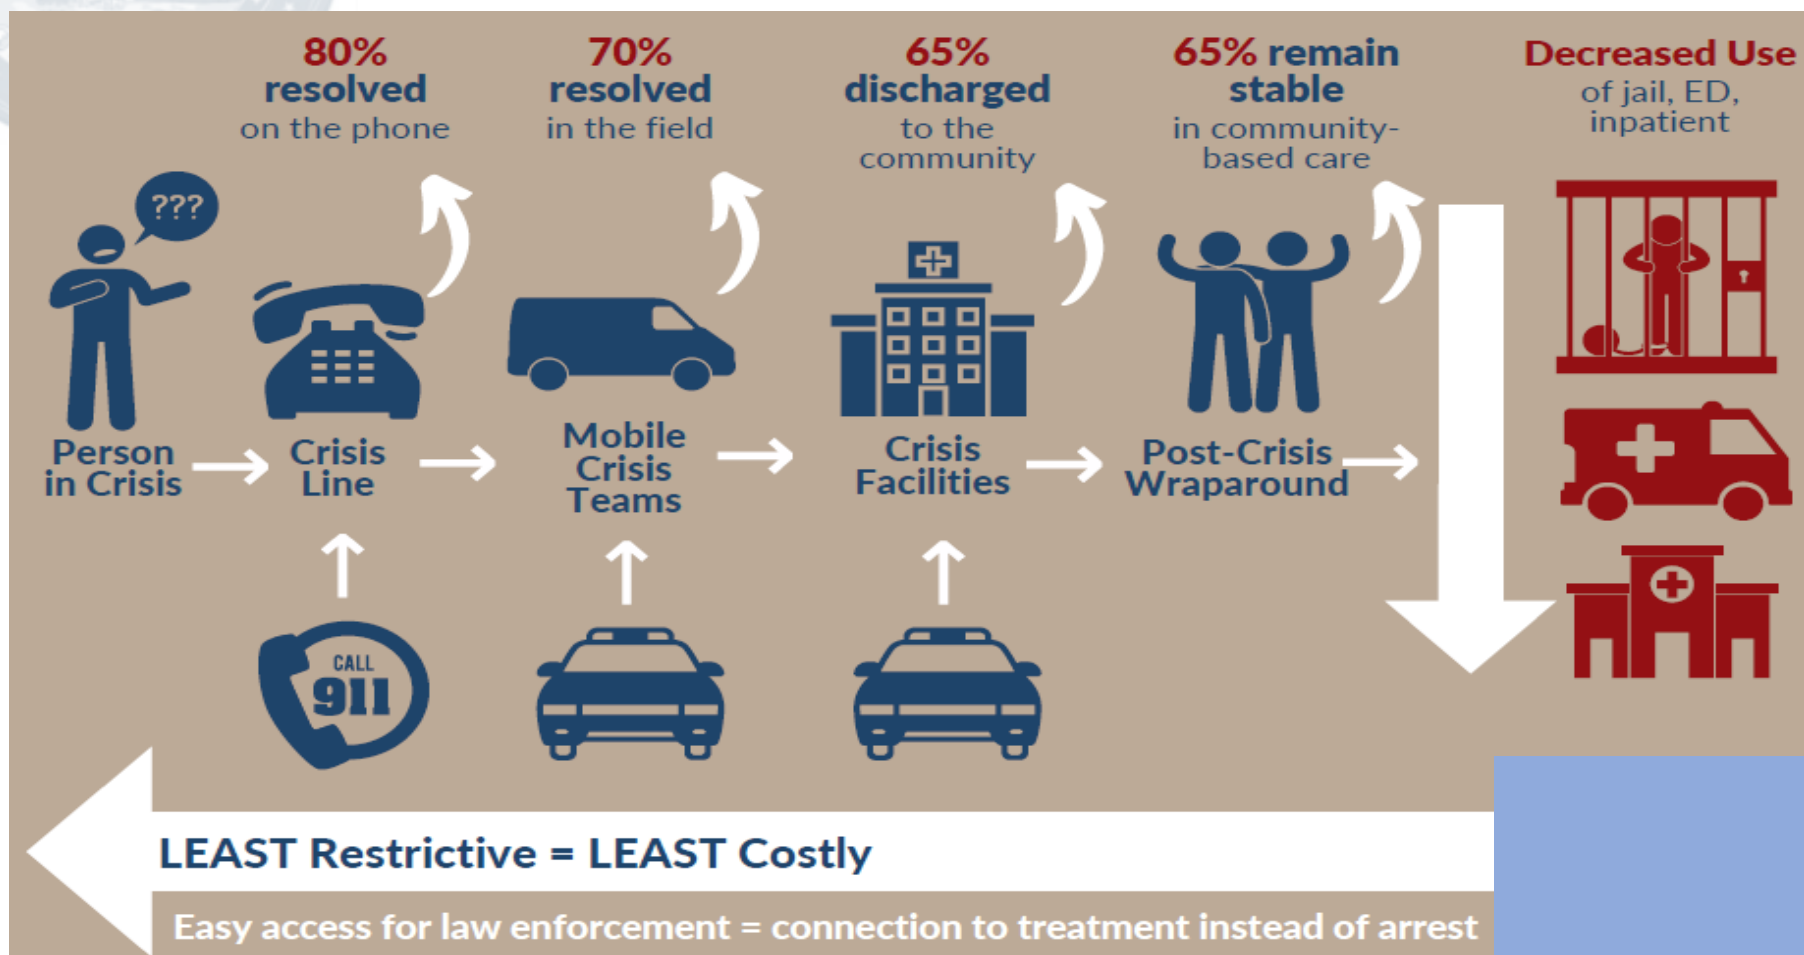 80%
resolved
on the phone
70%
resolved
in the field
65%
discharged
to the
community
65% remain
stable
in community-
based care
Decreased Use
of jail, ED,
inpatient
???
Person
in Crisis
Crisis
Line
Mobile
Crisis
Teams
Crisis
Facilities
Post-Crisis
Wraparound
CALL
911
LEAST Restrictive = LEAST Costly
Easy access for law enforcement = connection to treatment instead of arrest